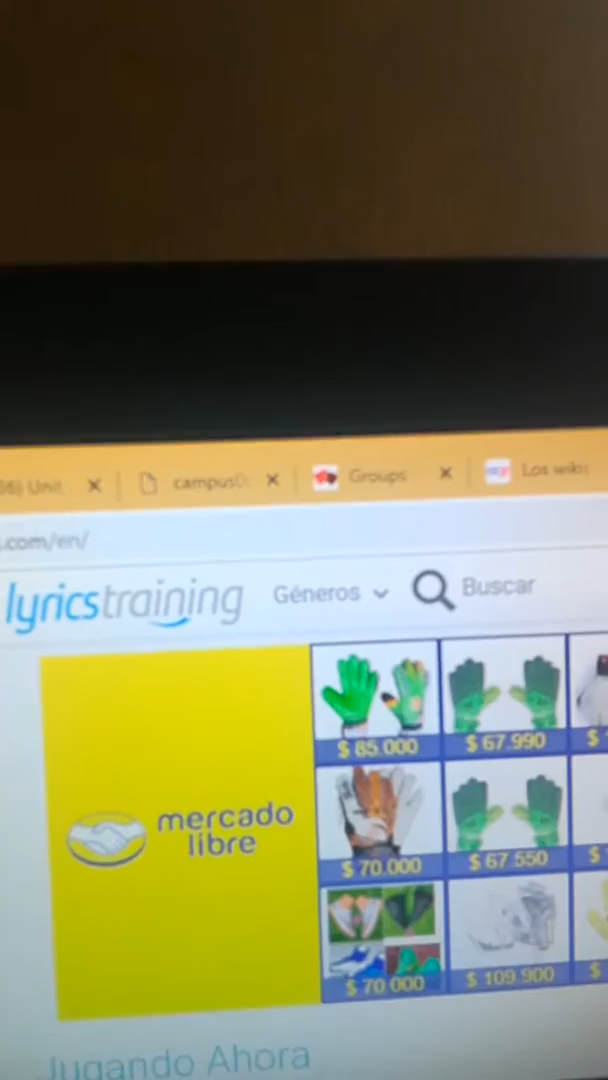 Unit
Groups
Los wikis
.com/en/
lyricstraining
Géneros
Buscar
mercado
libre
$ 85.000
$ 67.990
$
$ 70.000
$ 67.550
$
$ 70.000
$ 109.900
$
Jugando Ahora